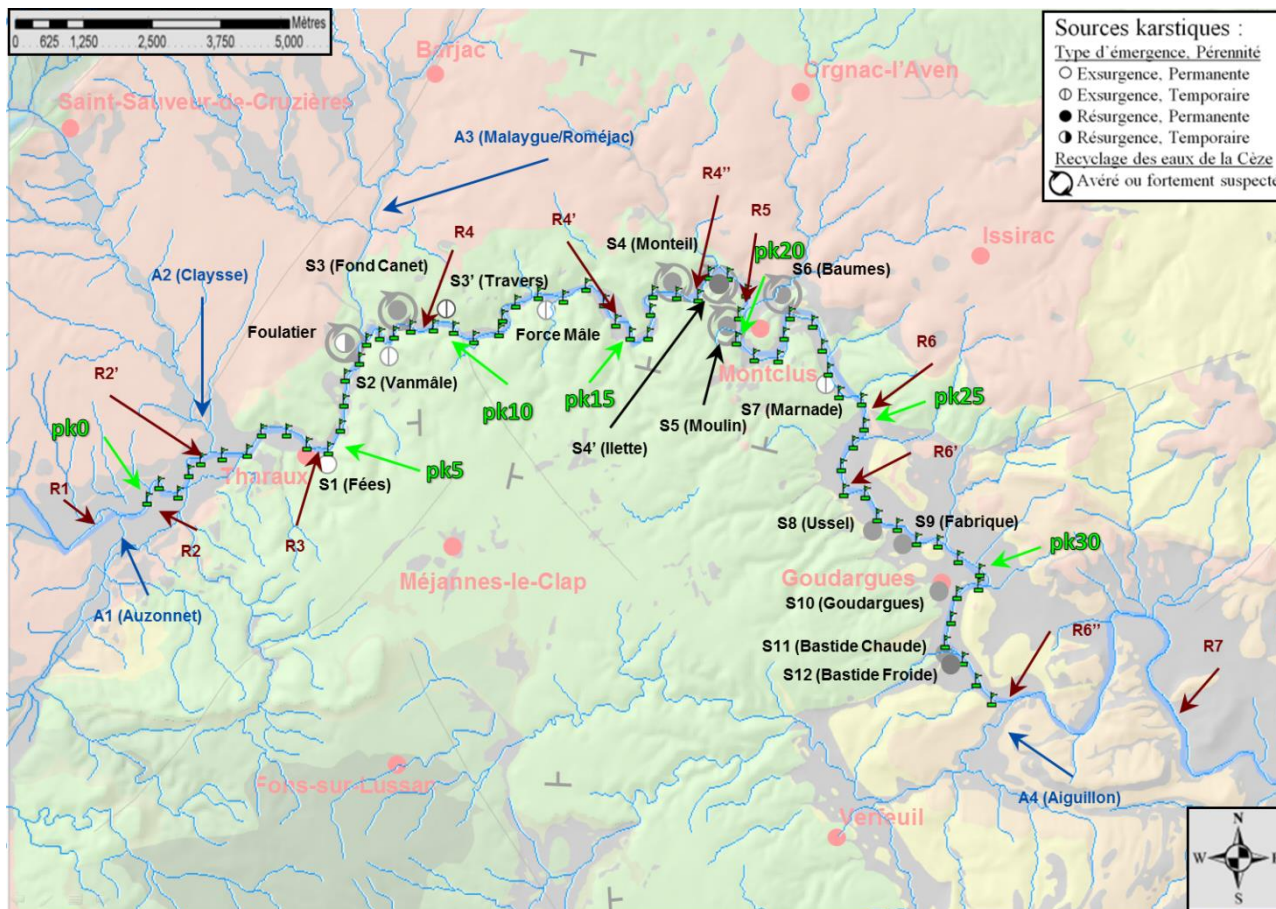 Mètres
0 625 1,250 2,500 3,750 5,000
Sources karstiques :
Type d'émergence, Pérennité
Exsurgence, Permanente
Exsurgence, Temporaire
Résurgence, Permanente
Résurgence, Temporaire
Recyclage des eaux de la Cèze
Avéré ou fortement suspecté
Barjac
Orgnac-l'Aven
Saint-Sauveur-de-Cruzières
A3 (Malaygue/Roméjac)
R4''
R4
R4'
R5
S4 (Monteil)
pk20
Issirac
A2 (Claysse)
S3 (Fond Canet)
S3' (Travers)
S6 (Baumes)
Foulatier
Force Mâle
R2'
S2 (Vanmâle)
Montclus
R6
pk10
pk15
S7 (Marnade)
pk25
pk0
S5 (Moulin)
S4' (Ilette)
Tharaux
pk5
R6'
R1
S1 (Fées)
S8 (Ussel)
S9 (Fabrique)
R2
R3
pk30
Méjannes-le-Clap
Goudargues
A1 (Auzonnet)
S10 (Goudargues)
R6''
S11 (Bastide Chaude)
R7
S12 (Bastide Froide)
Fons-sur-Lussan
A4 (Aiguillon)
Verfeuil
N
W E
S